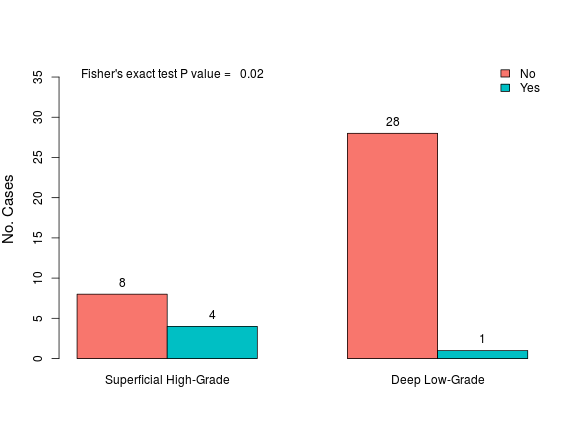 Fisher's exact test P value = 0.02
No
Yes
No. Cases
35
30
25
20
15
10
5
0
8
4
28
1
Superficial High-Grade
Deep Low-Grade